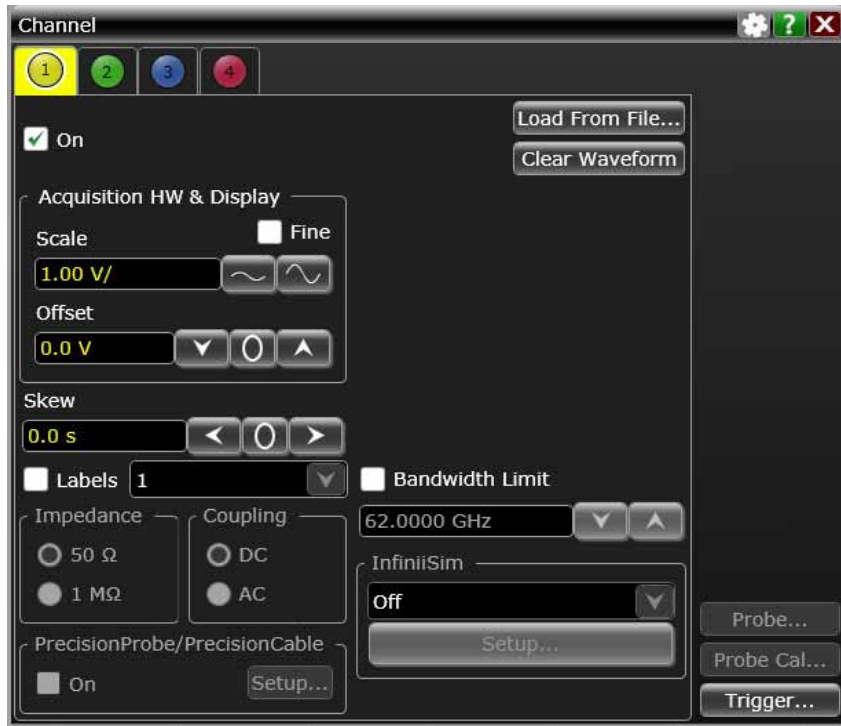 Channel
?
X
1 2 3 4
Load From File...
On
Clear Waveform
Acquisition HW & Display
Scale
Fine
1.00 V/
Offset
0.0 V
0
Skew
0.0 s
0
Labels 1
Bandwidth Limit
Impedance
Coupling
62.0000 GHz
50 Ω
DC
1 MΩ
AC
InfiniiSim
Off
Setup...
PrecisionProbe/PrecisionCable
On
Setup...
Probe...
Probe Cal...
Trigger...